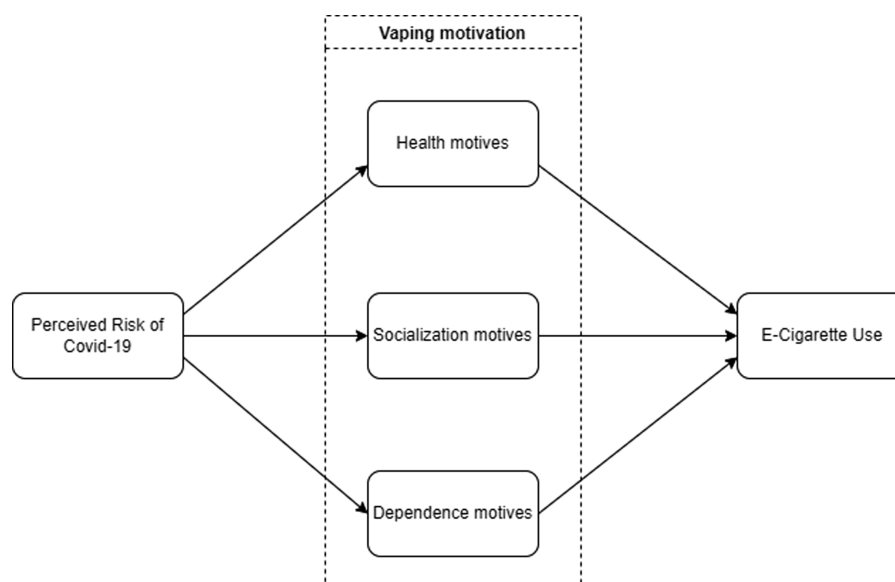 Vaping motivation
Health motives
Perceived Risk of
Covid-19
Socialization motives
E-Cigarette Use
Dependence motives